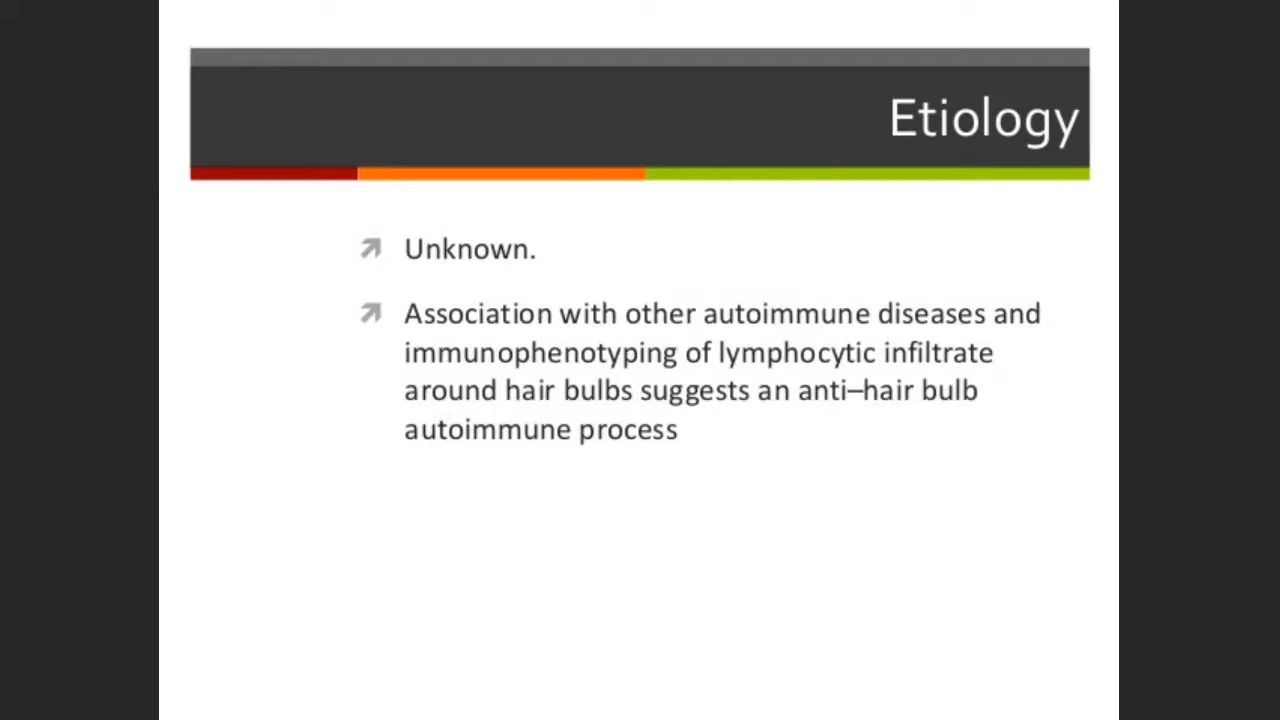 Etiology
Unknown.
Association with other autoimmune diseases and
immunophenotyping of lymphocytic infiltrate
around hair bulbs suggests an anti–hair bulb
autoimmune process